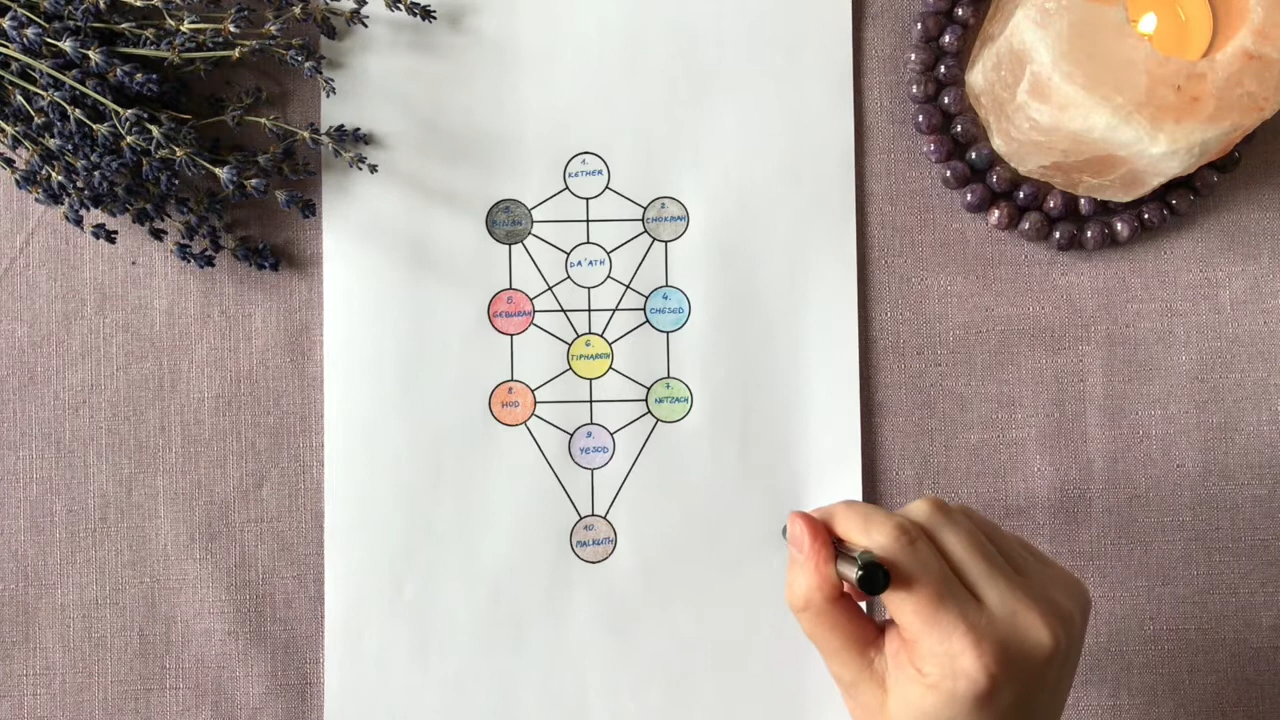 1.
KETHER
2.
CHOKMAH
3.
BINAH
DA'ATH
4.
CHESED
5.
GEBURAH
6.
TIPHARETH
7.
NETZACH
8.
HOD
9.
YESOD
10.
MALKUTH